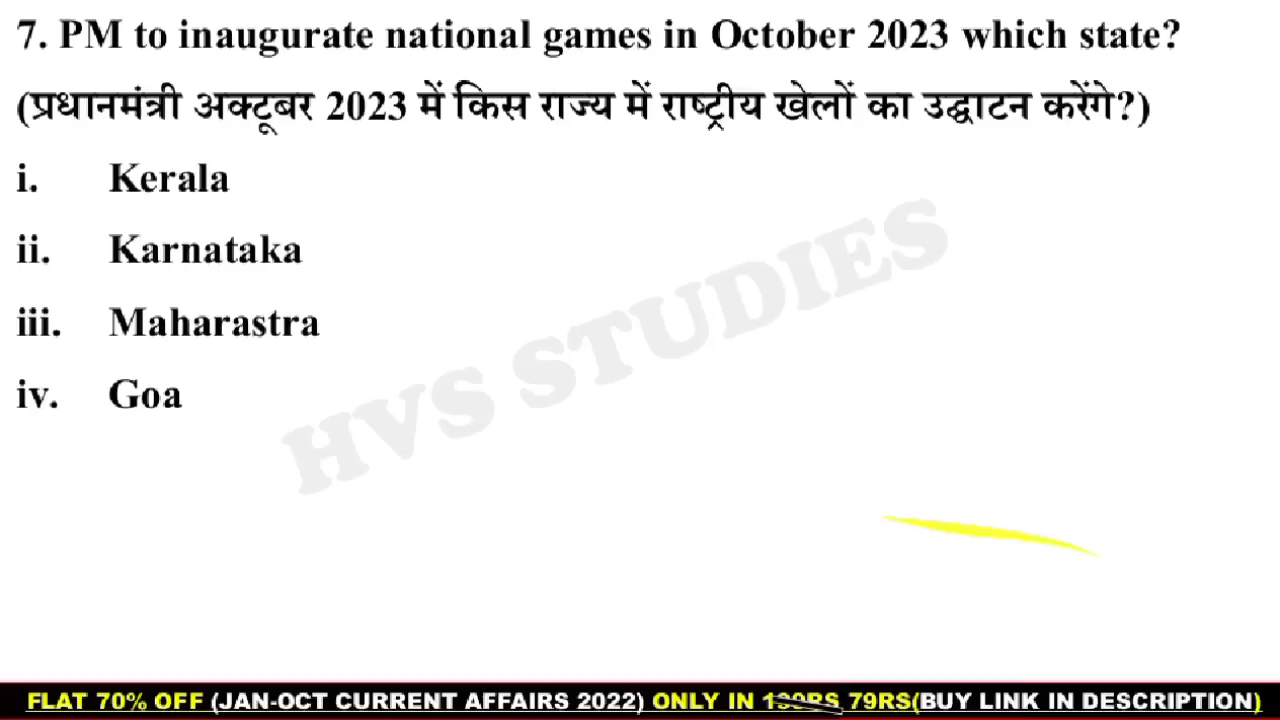 7. PM to inaugurate national games in October 2023 which state?
(प्रधानमंत्री अक्टूबर 2023 में किस राज्य में राष्ट्रीय खेलों का उद्घाटन करेंगे?)
i. Kerala
ii. Karnataka
iii. Maharastra
iv. Goa
HVS STUDIES
FLAT 70% OFF (JAN-OCT CURRENT AFFAIRS 2022) ONLY IN 199RS 79RS(BUY LINK IN DESCRIPTION)